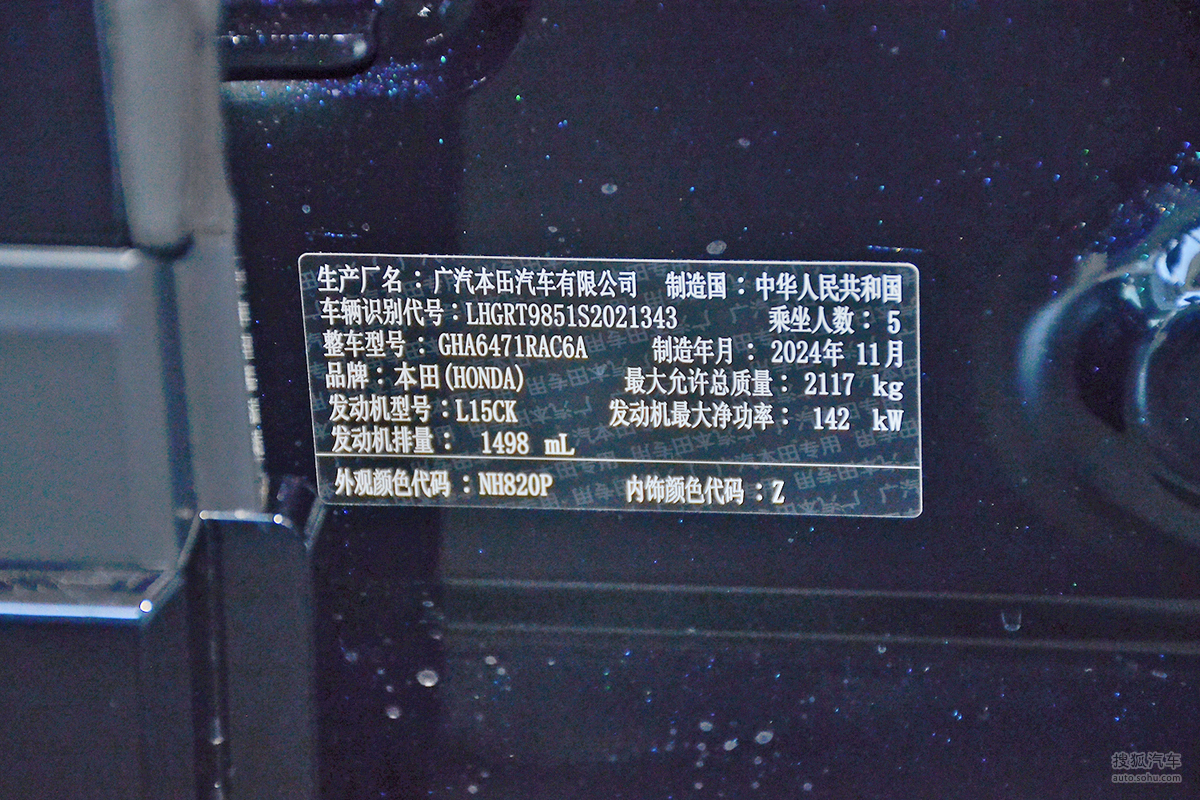 生产厂名：广汽本田汽车有限公司 制造国：中华人民共和国
车辆识别代号：LHGRT9851S2021343 乘坐人数：5
整车型号：GHA6471RAC6A 制造年月：2024年 11月
品牌：本田(HONDA) 最大允许总质量：2117 kg
发动机型号：L15CK 发动机最大净功率：142 kW
发动机排量：1498 mL
外观颜色代码：NH820P 内饰颜色代码：Z
搜狐汽车
auto.sohu.com